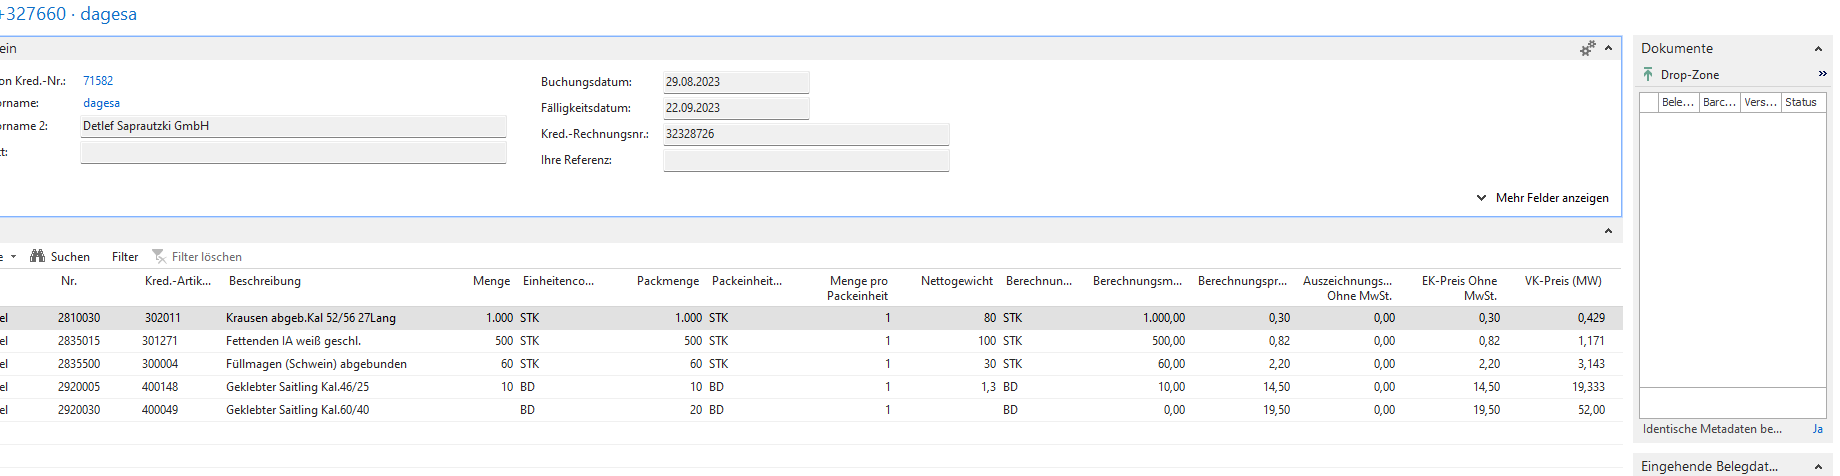 +327660 · dagesa
ein
on Kred.-Nr.: 71582
orname: dagesa
orname 2: Detlef Saprautzki GmbH
tt:
Buchungsdatum: 29.08.2023
Fälligkeitsdatum: 22.09.2023
Kred.-Rechnungsnr.: 32328726
Ihre Referenz:
Mehr Felder anzeigen
e Suchen Filter Filter löschen
Nr. Kred.-Artik... Beschreibung Menge Einheitenco... Packmenge Packeinheit... Menge pro Packeinheit Nettogewicht Berechnun... Berechnungsm... Berechnungspr... Auszeichnungs... Ohne MwSt. EK-Preis Ohne MwSt. VK-Preis (MW)
el 2810030 302011 Krausen abgeb.Kal 52/56 27Lang 1.000 STK 1.000 STK 1 80 STK 1.000,00 0,30 0,00 0,30 0,429
el 2835015 301271 Fettenden IA weiß geschl. 500 STK 500 STK 1 100 STK 500,00 0,82 0,00 0,82 1,171
el 2835500 300004 Füllmagen (Schwein) abgebunden 60 STK 60 STK 1 30 STK 60,00 2,20 0,00 2,20 3,143
el 2920005 400148 Geklebter Saitling Kal.46/25 10 BD 10 BD 1 1,3 BD 10,00 14,50 0,00 14,50 19,333
el 2920030 400049 Geklebter Saitling Kal.60/40 BD 20 BD 1 BD 0,00 19,50 0,00 19,50 52,00
Dokumente
Drop-Zone »
Bele... Barc... Vers... Status
Identische Metadaten be... Ja
Eingehende Belegdat...